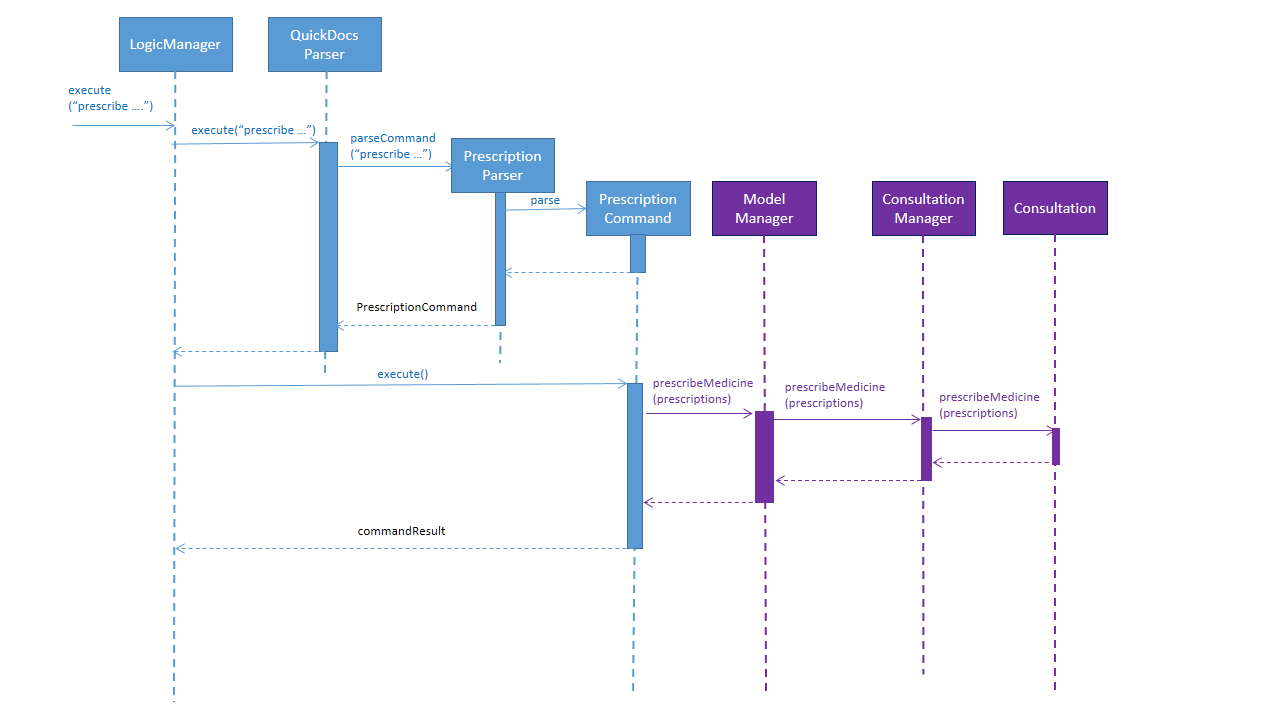 LogicManager
QuickDocs
Parser
execute
(“prescribe ....”)
execute(“prescribe ...”)
parseCommand
(“prescribe ...”)
Prescription
Parser
parse
Prescription
Command
Model
Manager
Consultation
Manager
Consultation
PrescriptionCommand
execute()
prescribeMedicine
(prescriptions)
prescribeMedicine
(prescriptions)
prescribeMedicine
(prescriptions)
commandResult